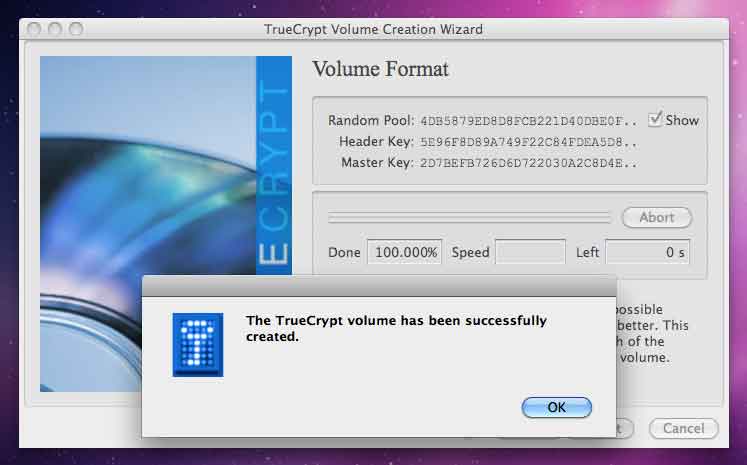 TrueCrypt Volume Creation Wizard
ECRYPT
Volume Format
Random Pool: 4DB5879ED8D8FCB221D40DBE0F.. Show
Header Key: 5E96F8D89A749F22C84FDEA5D8..
Master Key: 2D7BEFB726D6D722030A2C8D4E..
Abort
Done 100.000% Speed Left 0 s
possible
better. This
of the
volume.
The TrueCrypt volume has been successfully
created.
OK
Cancel